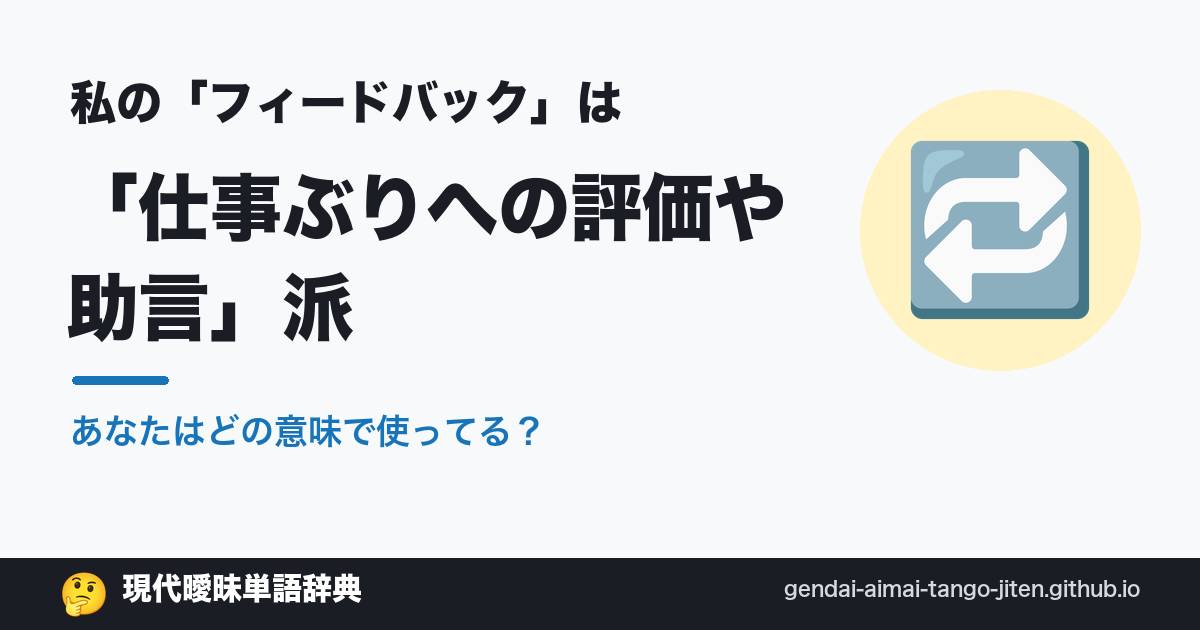 私の「フィードバック」は
「仕事ぶりへの評価や
助言」派
あなたはどの意味で使ってる？
現代曖昧単語辞典
gendai-aimai-tango-jiten.github.io